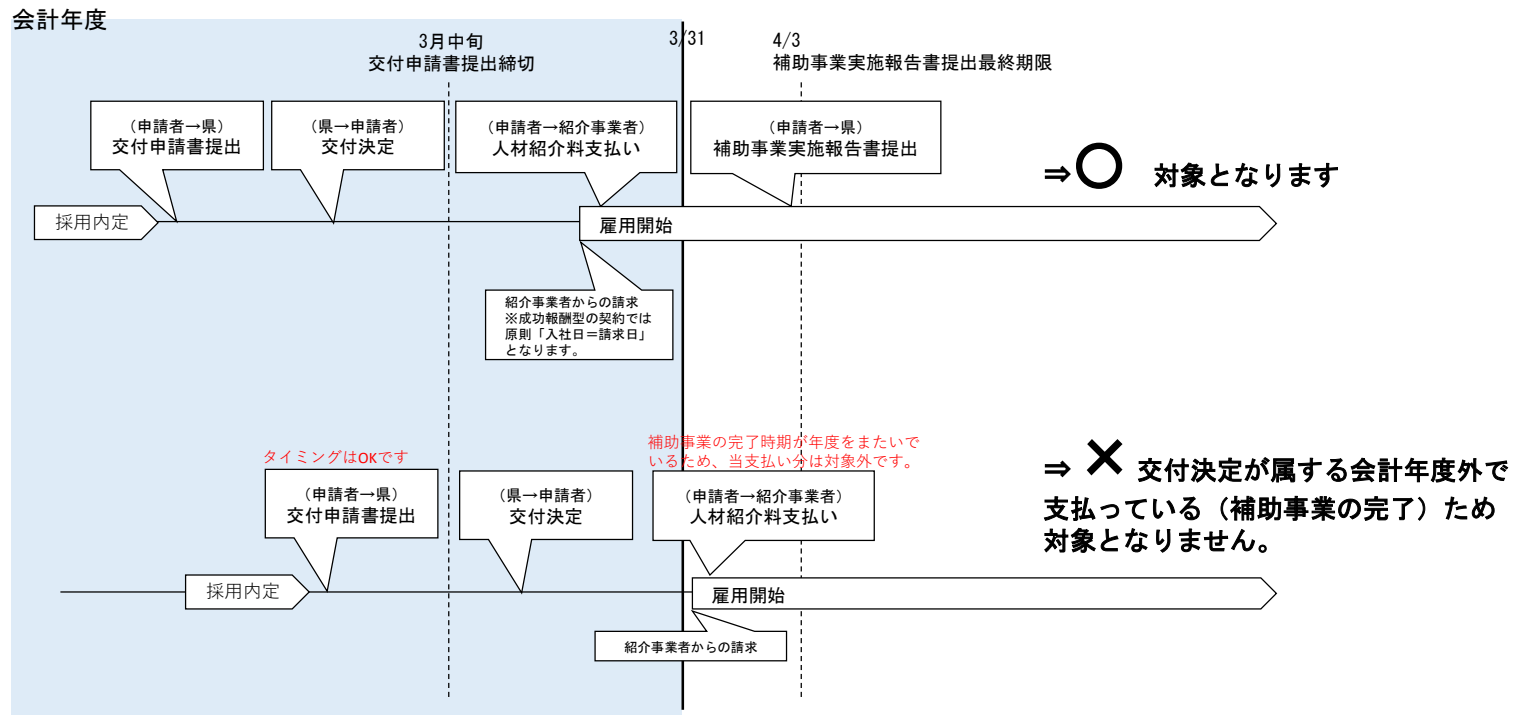 会計年度
3月中旬
交付申請書提出締切
3/31
4/3
補助事業実施報告書提出最終期限
（申請者→県）
交付申請書提出
（県→申請者）
交付決定
（申請者→紹介事業者）
人材紹介料支払い
（申請者→県）
補助事業実施報告書提出
⇒〇 対象となります
採用内定
雇用開始
紹介事業者からの請求
※成功報酬型の契約では
原則「入社日＝請求日」
となります。
タイミングはOKです
補助事業の完了時期が年度をまたいで
いるため、当支払い分は対象外です。
（申請者→県）
交付申請書提出
（県→申請者）
交付決定
（申請者→紹介事業者）
人材紹介料支払い
⇒ ✕ 交付決定が属する会計年度外で
支払っている（補助事業の完了）ため
対象となりません。
採用内定
雇用開始
紹介事業者からの請求